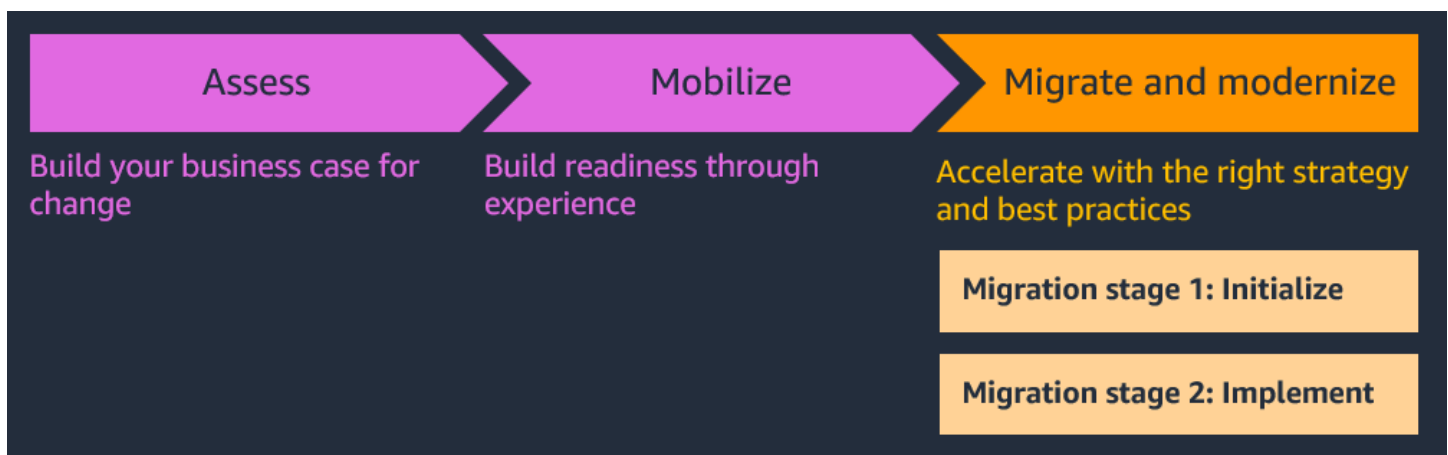 Assess
Mobilize
Migrate and modernize
Build your business case for
change
Build readiness through
experience
Accelerate with the right strategy
and best practices
Migration stage 1: Initialize
Migration stage 2: Implement